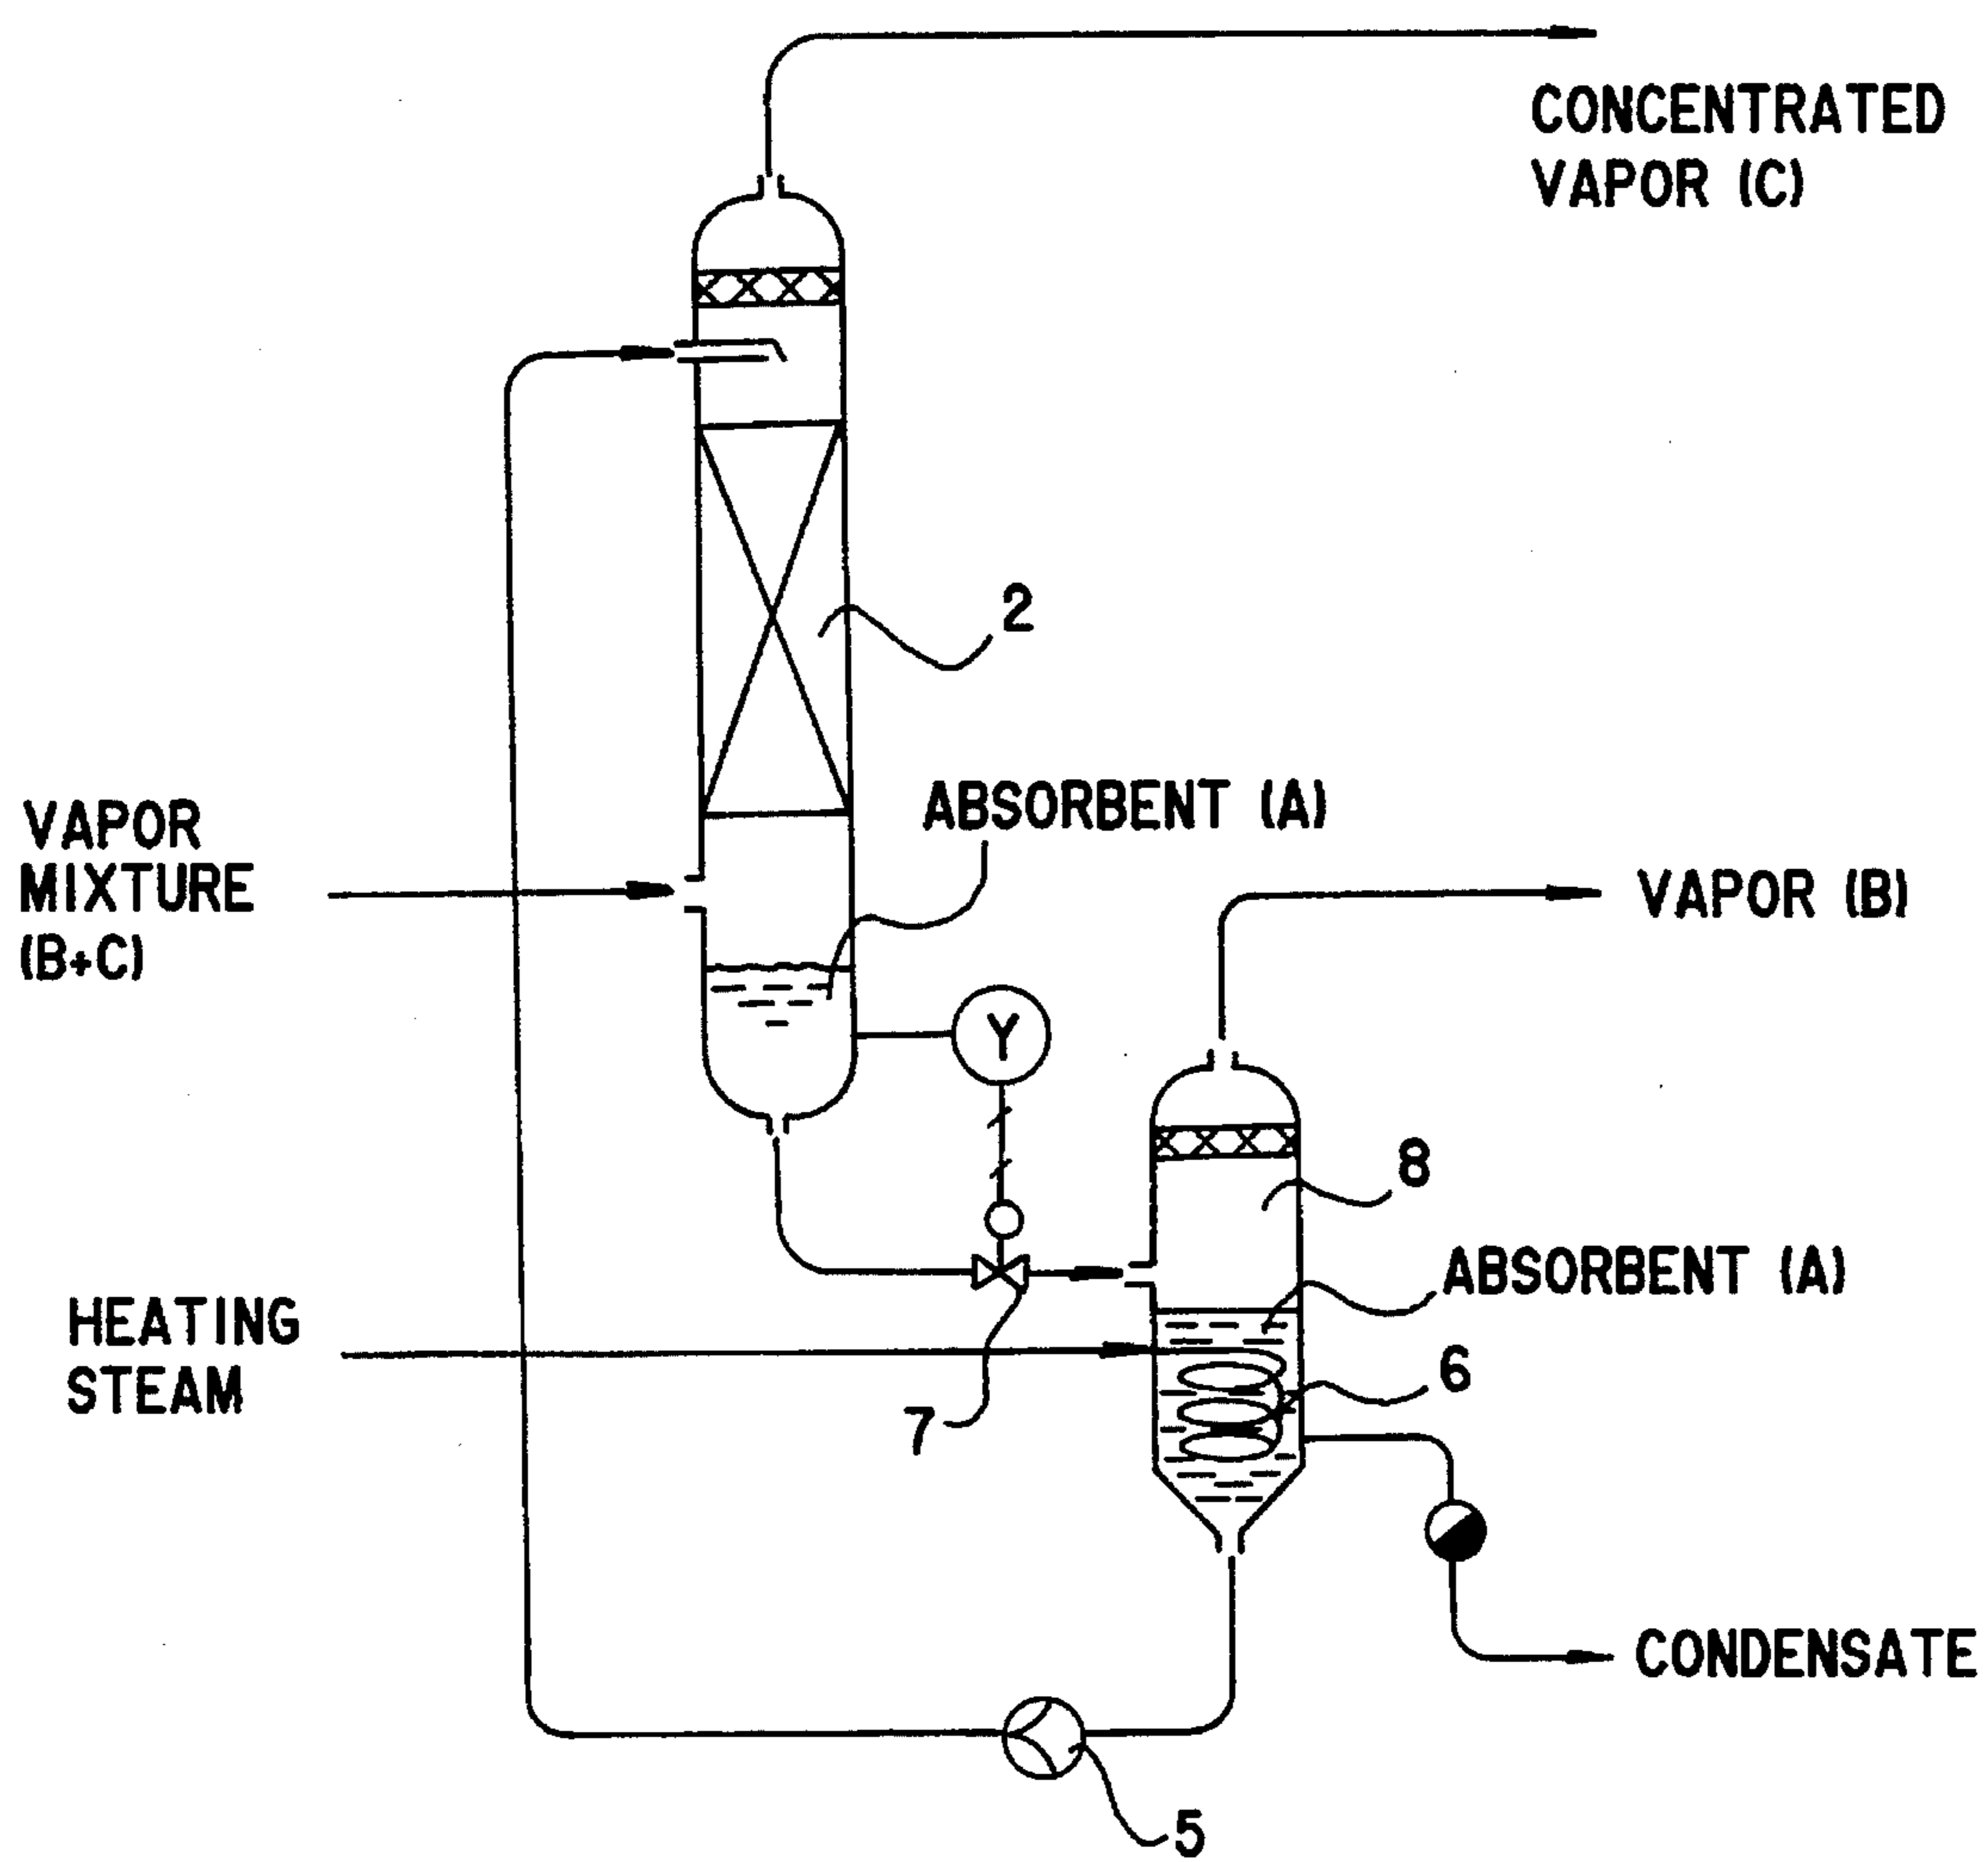 CONCENTRATED
VAPOR (C)
2
ABSORBENT (A)
VAPOR
MIXTURE
(B+C)
VAPOR (B)
Y
8
ABSORBENT (A)
HEATING
STEAM
6
7
CONDENSATE
5